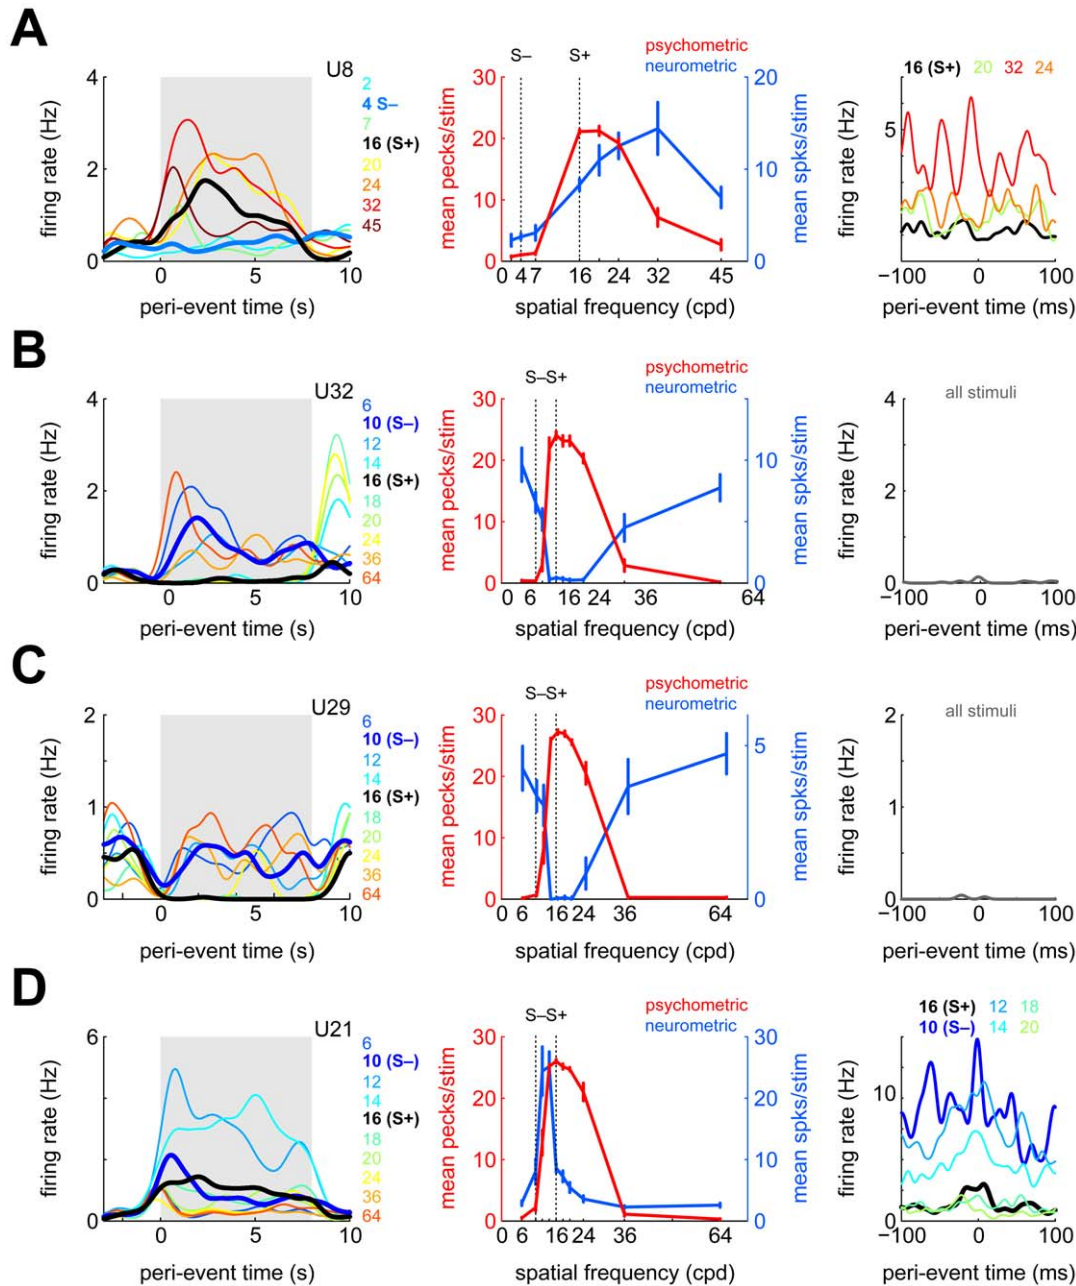 A
U8
4
2
0
firing rate (Hz)
0 5 10
peri-event time (s)
2
4 S–
7
16 (S+)
20
24
32
45
S– S+
psychometric
neurometric
30
20
10
0
mean pecks/stim
20
10
0
mean spks/stim
0 4 7 16 24 32 45
spatial frequency (cpd)
16 (S+) 20 32 24
5
firing rate (Hz)
−100 0 100
peri-event time (ms)
B
U32
4
2
0
firing rate (Hz)
0 5 10
peri-event time (s)
6
10 (S–)
12
14
16 (S+)
18
20
24
36
64
S–S+
psychometric
neurometric
30
20
10
0
mean pecks/stim
10
0
mean spks/stim
0 6 16 24 36 64
spatial frequency (cpd)
all stimuli
4
2
0
firing rate (Hz)
−100 0 100
peri-event time (ms)
C
U29
2
1
0
firing rate (Hz)
0 5 10
peri-event time (s)
6
10 (S–)
12
14
16 (S+)
18
20
24
36
64
S–S+
psychometric
neurometric
30
20
10
0
mean pecks/stim
5
0
mean spks/stim
0 6 16 24 36 64
spatial frequency (cpd)
all stimuli
2
1
0
firing rate (Hz)
−100 0 100
peri-event time (ms)
D
U21
6
4
2
0
firing rate (Hz)
0 5 10
peri-event time (s)
6
10 (S–)
12
14
16 (S+)
18
20
24
36
64
S–S+
psychometric
neurometric
30
20
10
0
mean pecks/stim
30
20
10
0
mean spks/stim
0 6 16 24 36 64
spatial frequency (cpd)
16 (S+) 12 18
10 (S–) 14 20
10
0
firing rate (Hz)
−100 0 100
peri-event time (ms)